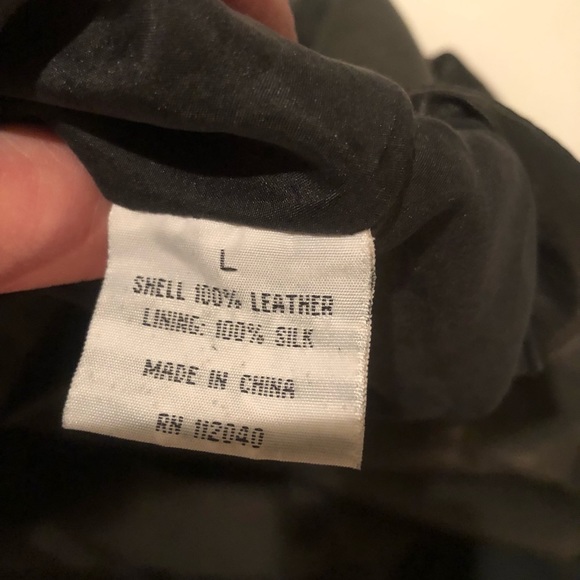 L
SHELL 100% LEATHER
LINING: 100% SILK
MADE IN CHINA
RN 112040